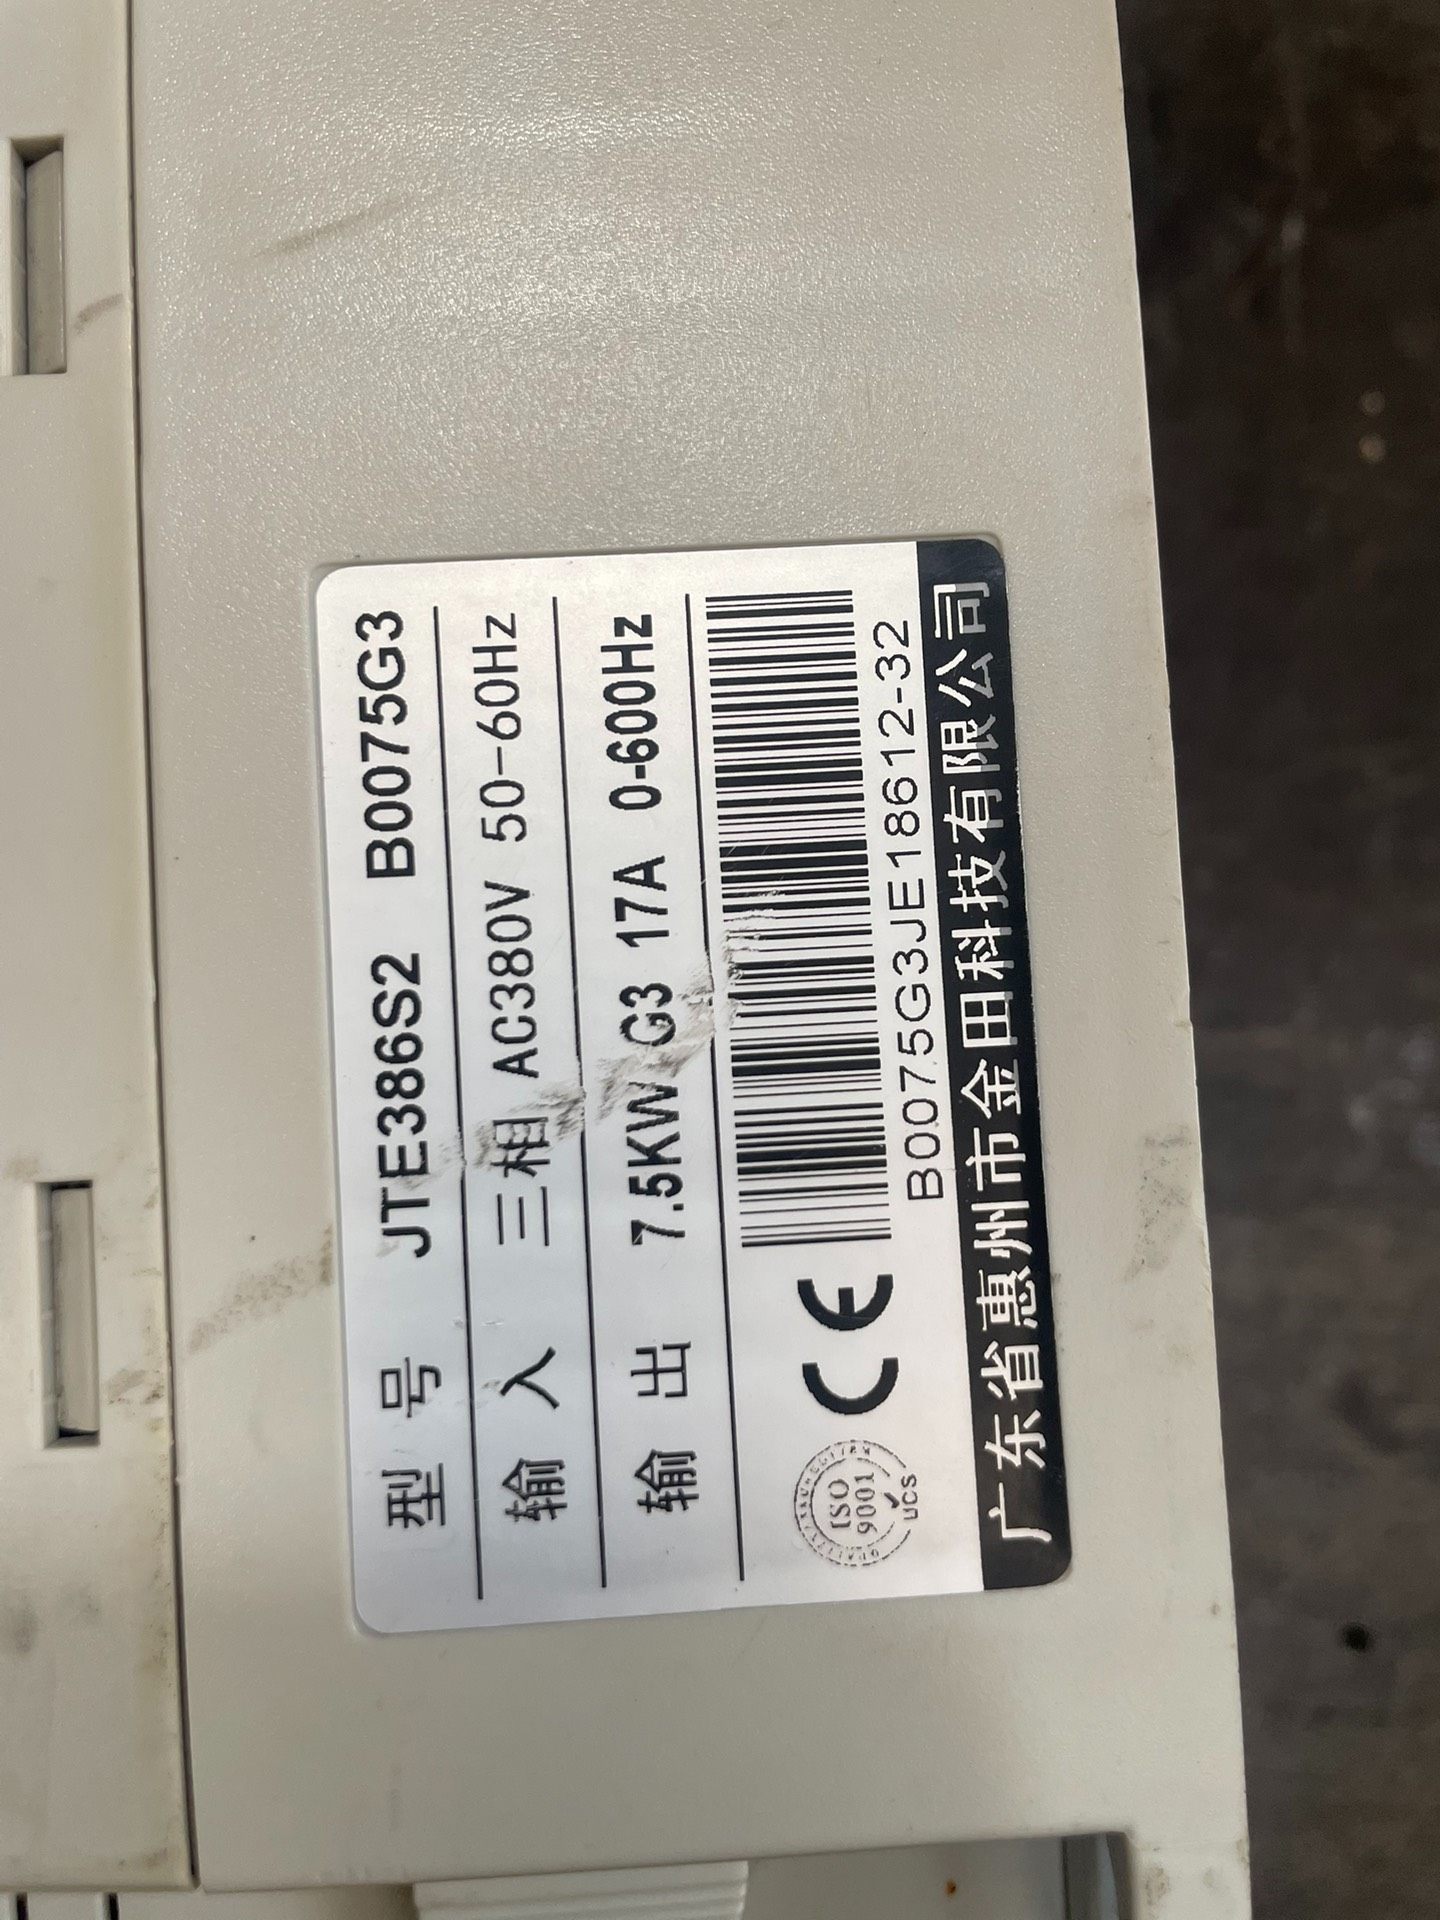 型 号 JTE386S2 B0075G3
输 入 三相 AC380V 50-60Hz
输 出 7.5KW G3 17A 0-600Hz
ISO
9001
UCS
CE
B0075G3JE18612-32
广东省惠州市金田科技有限公司